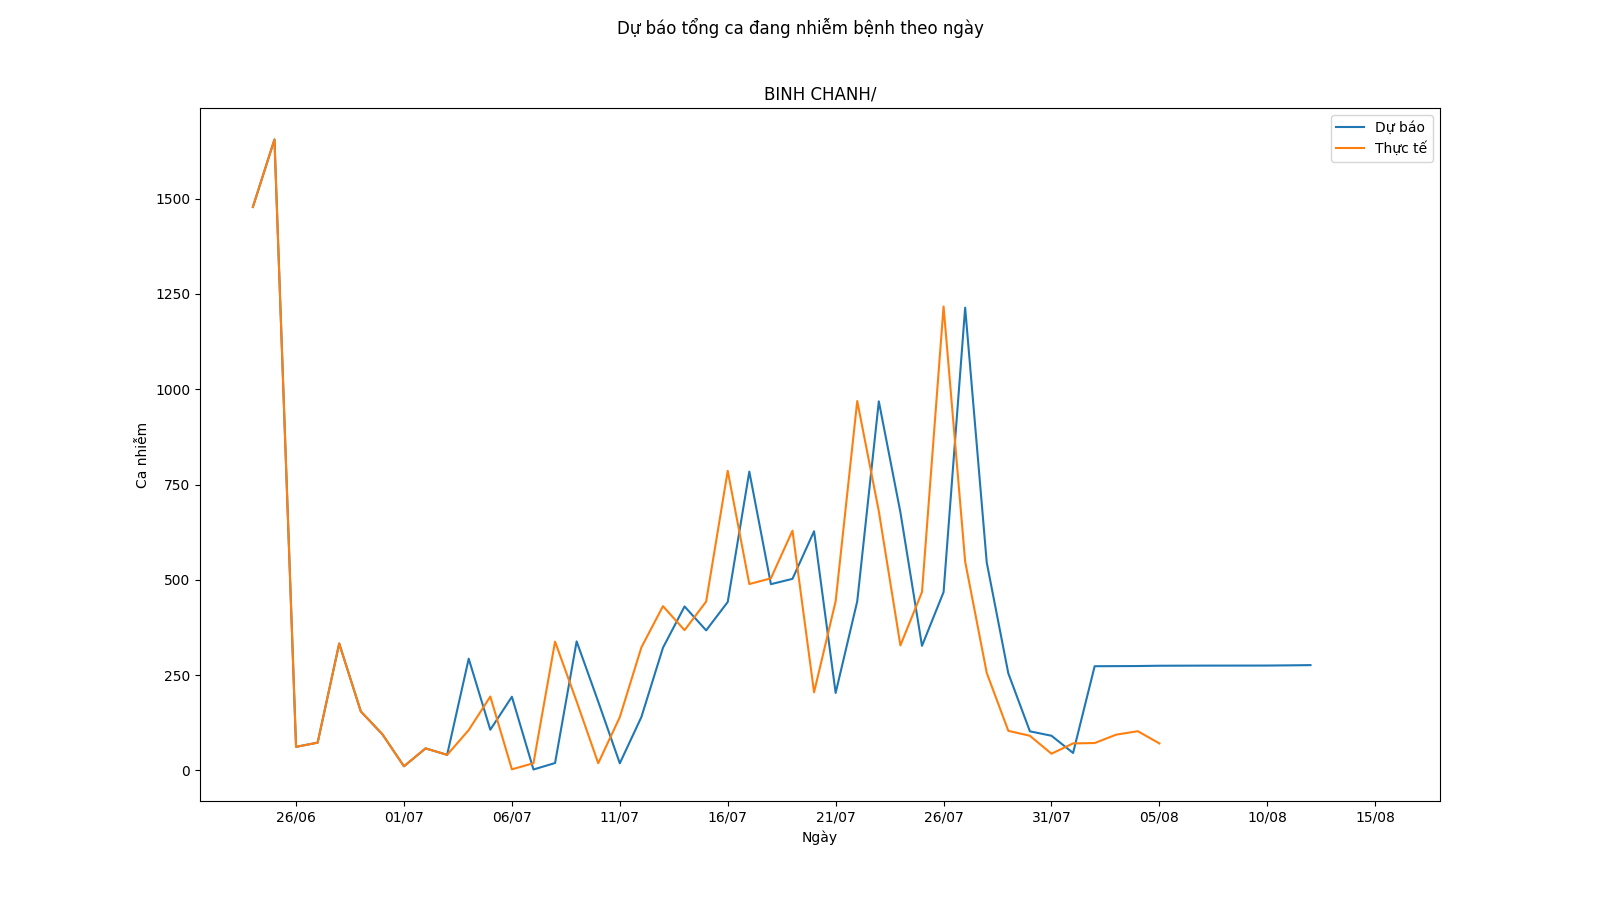 Dự báo tổng ca đang nhiễm bệnh theo ngày
BINH CHANH/
Dự báo
Thực tế
1500
1250
1000
750
500
250
0
Ca nhiễm
26/06 01/07 06/07 11/07 16/07 21/07 26/07 31/07 05/08 10/08 15/08
Ngày